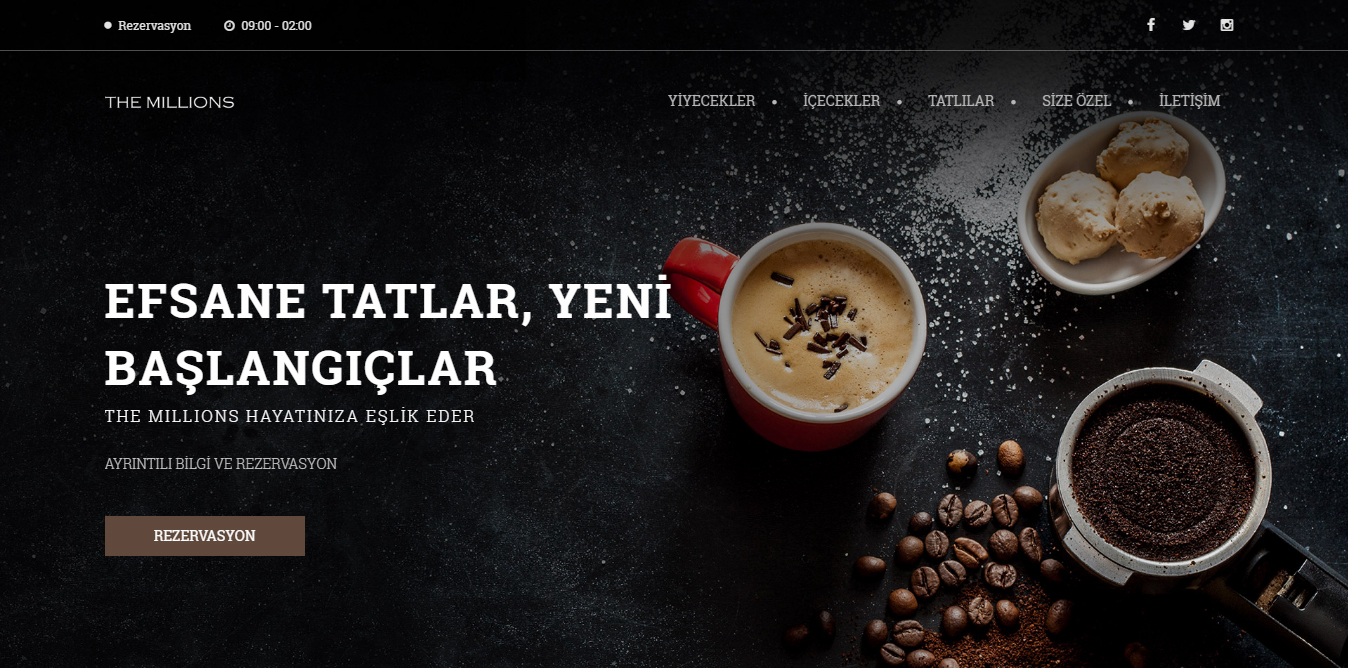 Rezervasyon 09:00 - 02:00
THE MILLIONS
YİYECEKLER • İÇECEKLER • TATLILAR • SİZE ÖZEL • İLETİŞİM
EFSANE TATLAR, YENİ
BAŞLANGIÇLAR
THE MILLIONS HAYATINIZA EŞLİK EDER
AYRINTILI BİLGİ VE REZERVASYON
REZERVASYON